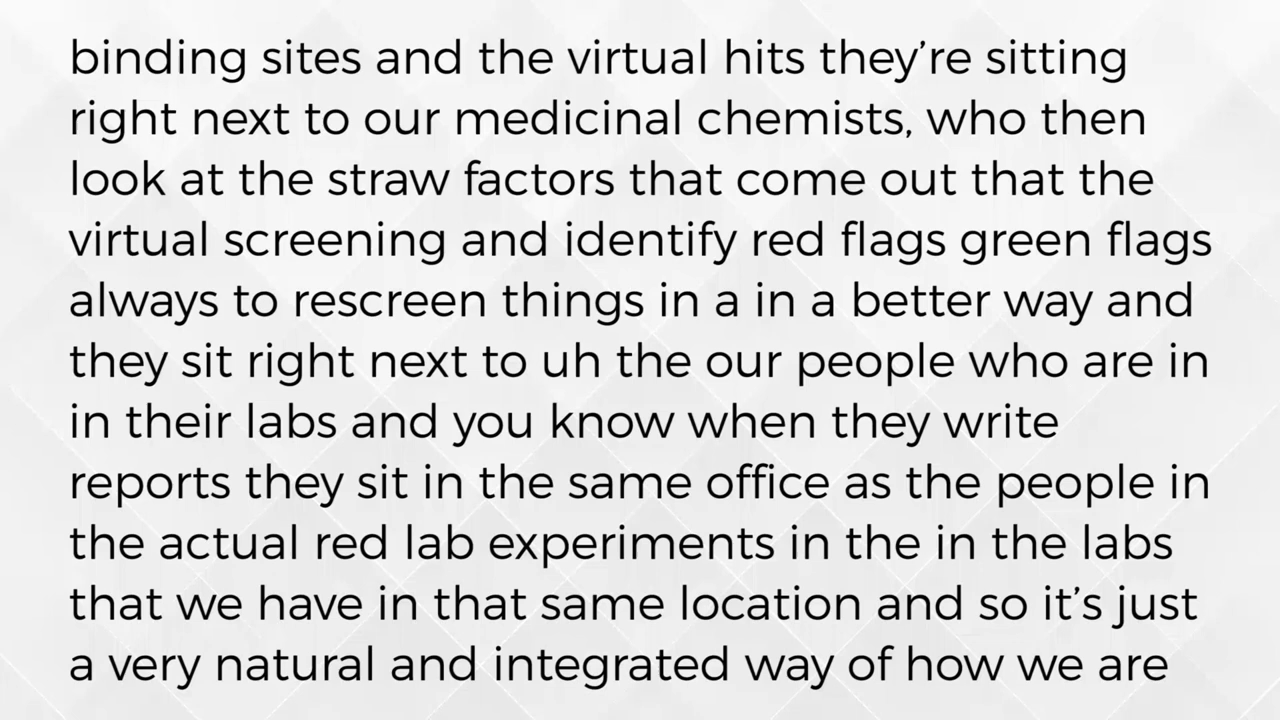 binding sites and the virtual hits they’re sitting
right next to our medicinal chemists, who then
look at the straw factors that come out that the
virtual screening and identify red flags green flags
always to rescreen things in a in a better way and
they sit right next to uh the our people who are in
in their labs and you know when they write
reports they sit in the same office as the people in
the actual red lab experiments in the in the labs
that we have in that same location and so it’s just
a very natural and integrated way of how we are